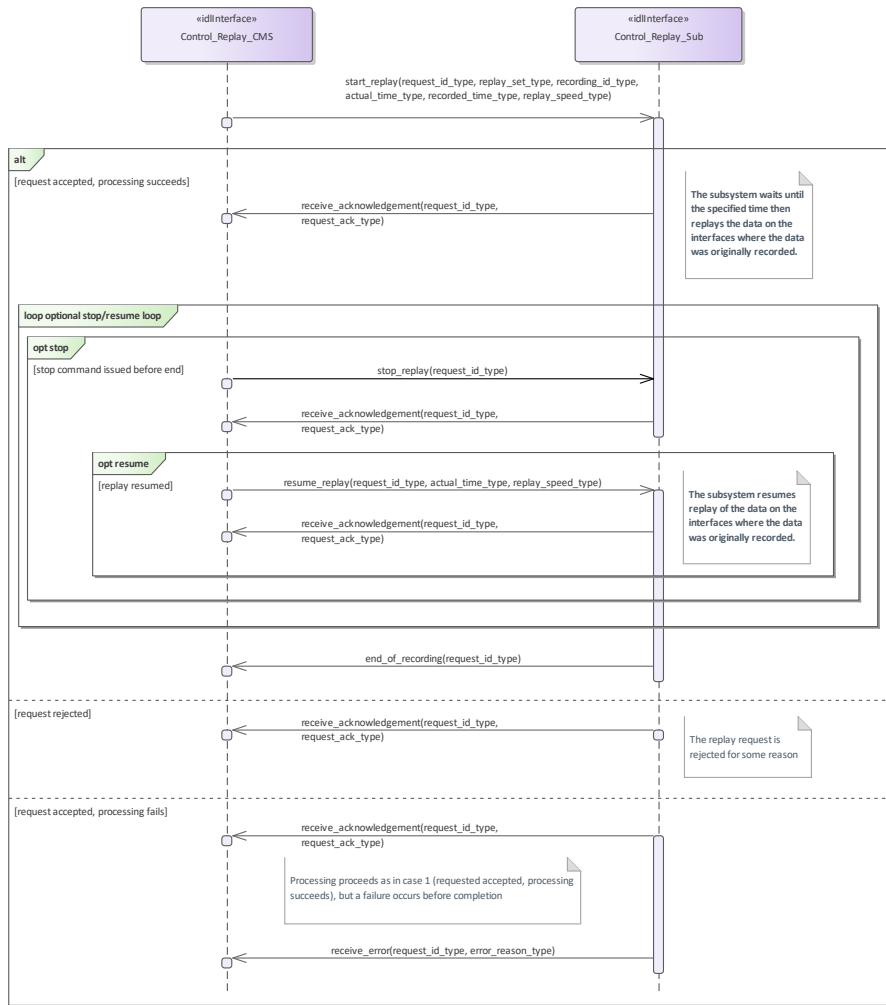 «idlInterface»
Control_Replay_CMS
«idlInterface»
Control_Replay_Sub
start_replay(request_id_type, replay_set_type, recording_id_type,
actual_time_type, recorded_time_type, replay_speed_type)
alt
[request accepted, processing succeeds]
The subsystem waits until
the specified time then
replays the data on the
interfaces where the data
was originally recorded.
receive_acknowledgement(request_id_type,
request_ack_type)
loop optional stop/resume loop
opt stop
[stop command issued before end]
stop_replay(request_id_type)
receive_acknowledgement(request_id_type,
request_ack_type)
opt resume
[replay resumed]
resume_replay(request_id_type, actual_time_type, replay_speed_type)
The subsystem resumes
replay of the data on the
interfaces where the data
was originally recorded.
receive_acknowledgement(request_id_type,
request_ack_type)
end_of_recording(request_id_type)
[request rejected]
receive_acknowledgement(request_id_type,
request_ack_type)
The replay request is
rejected for some reason
[request accepted, processing fails]
receive_acknowledgement(request_id_type,
request_ack_type)
Processing proceeds as in case 1 (requested accepted, processing
succeeds), but a failure occurs before completion
receive_error(request_id_type, error_reason_type)